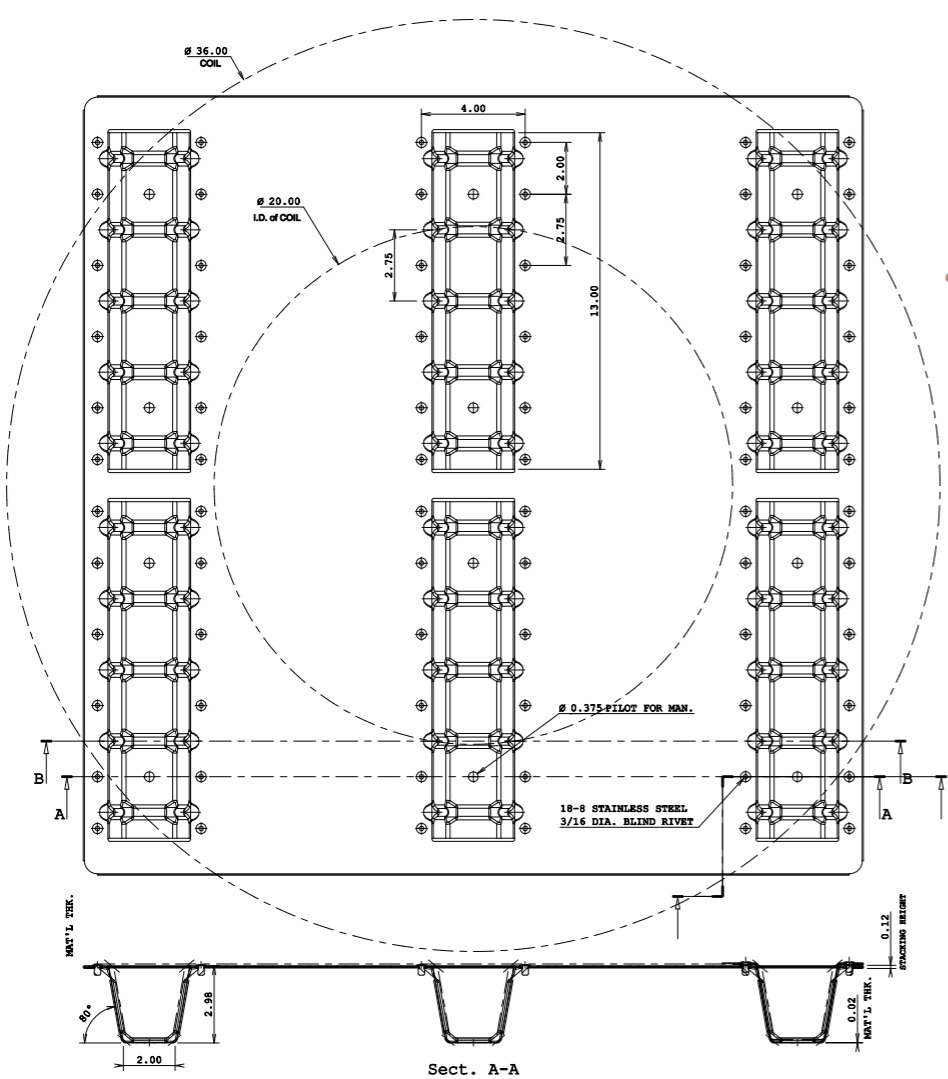 Ø 36.00
COIL
4.00
2.00
Ø 20.00
I.D. of COIL
2.75
2.75
13.00
Ø 0.375 PILOT FOR MAN.
B
B
A
A
18-8 STAINLESS STEEL
3/16 DIA. BLIND RIVET
MAT'L THK.
0.12
STACKING HEIGHT
80°
2.98
0.02
MAT'L THK.
2.00
Sect. A-A